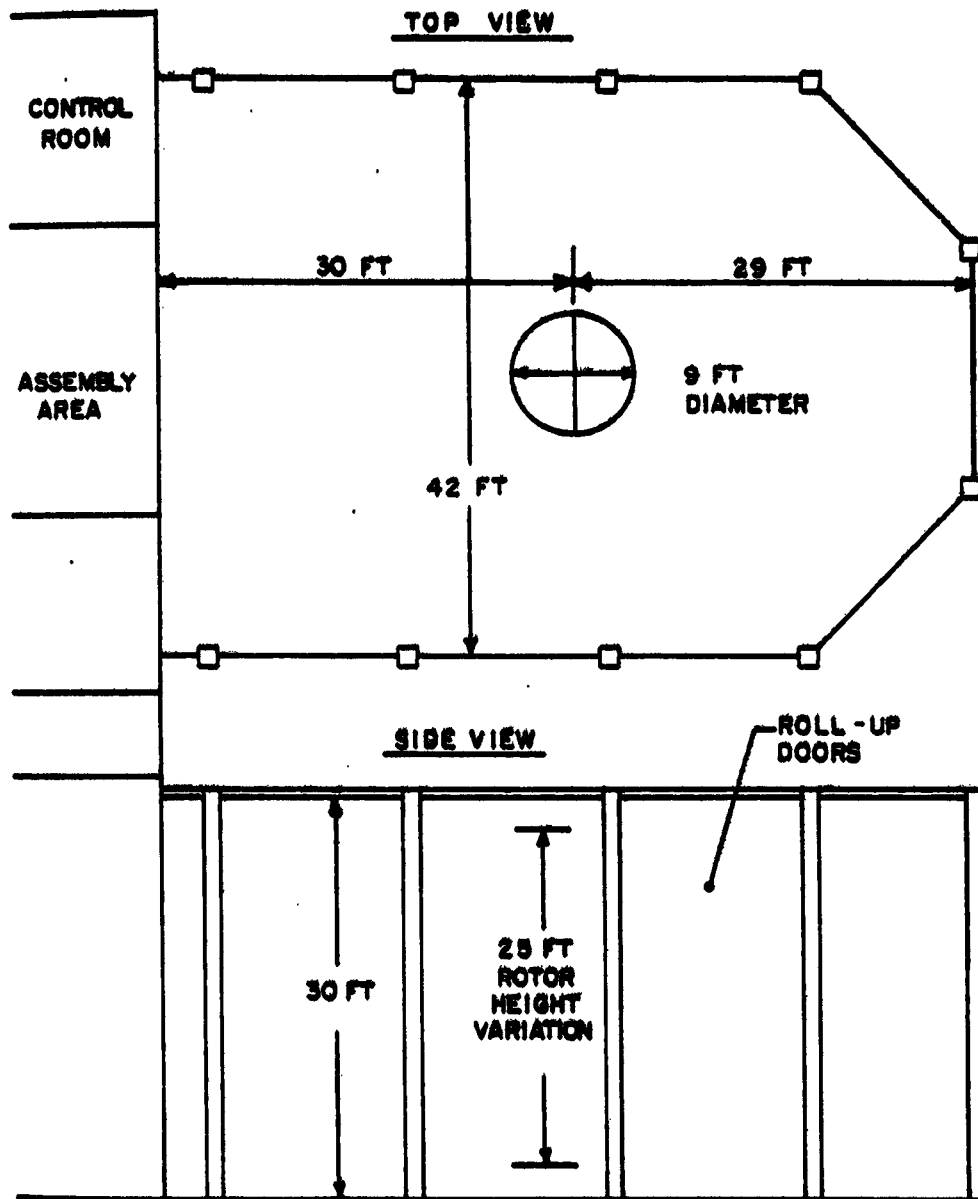 TOP VIEW
CONTROL
ROOM
30 FT
29 FT
ASSEMBLY
AREA
9 FT
DIAMETER
42 FT
SIDE VIEW
ROLL-UP
DOORS
25 FT
ROTOR
HEIGHT
VARIATION
30 FT